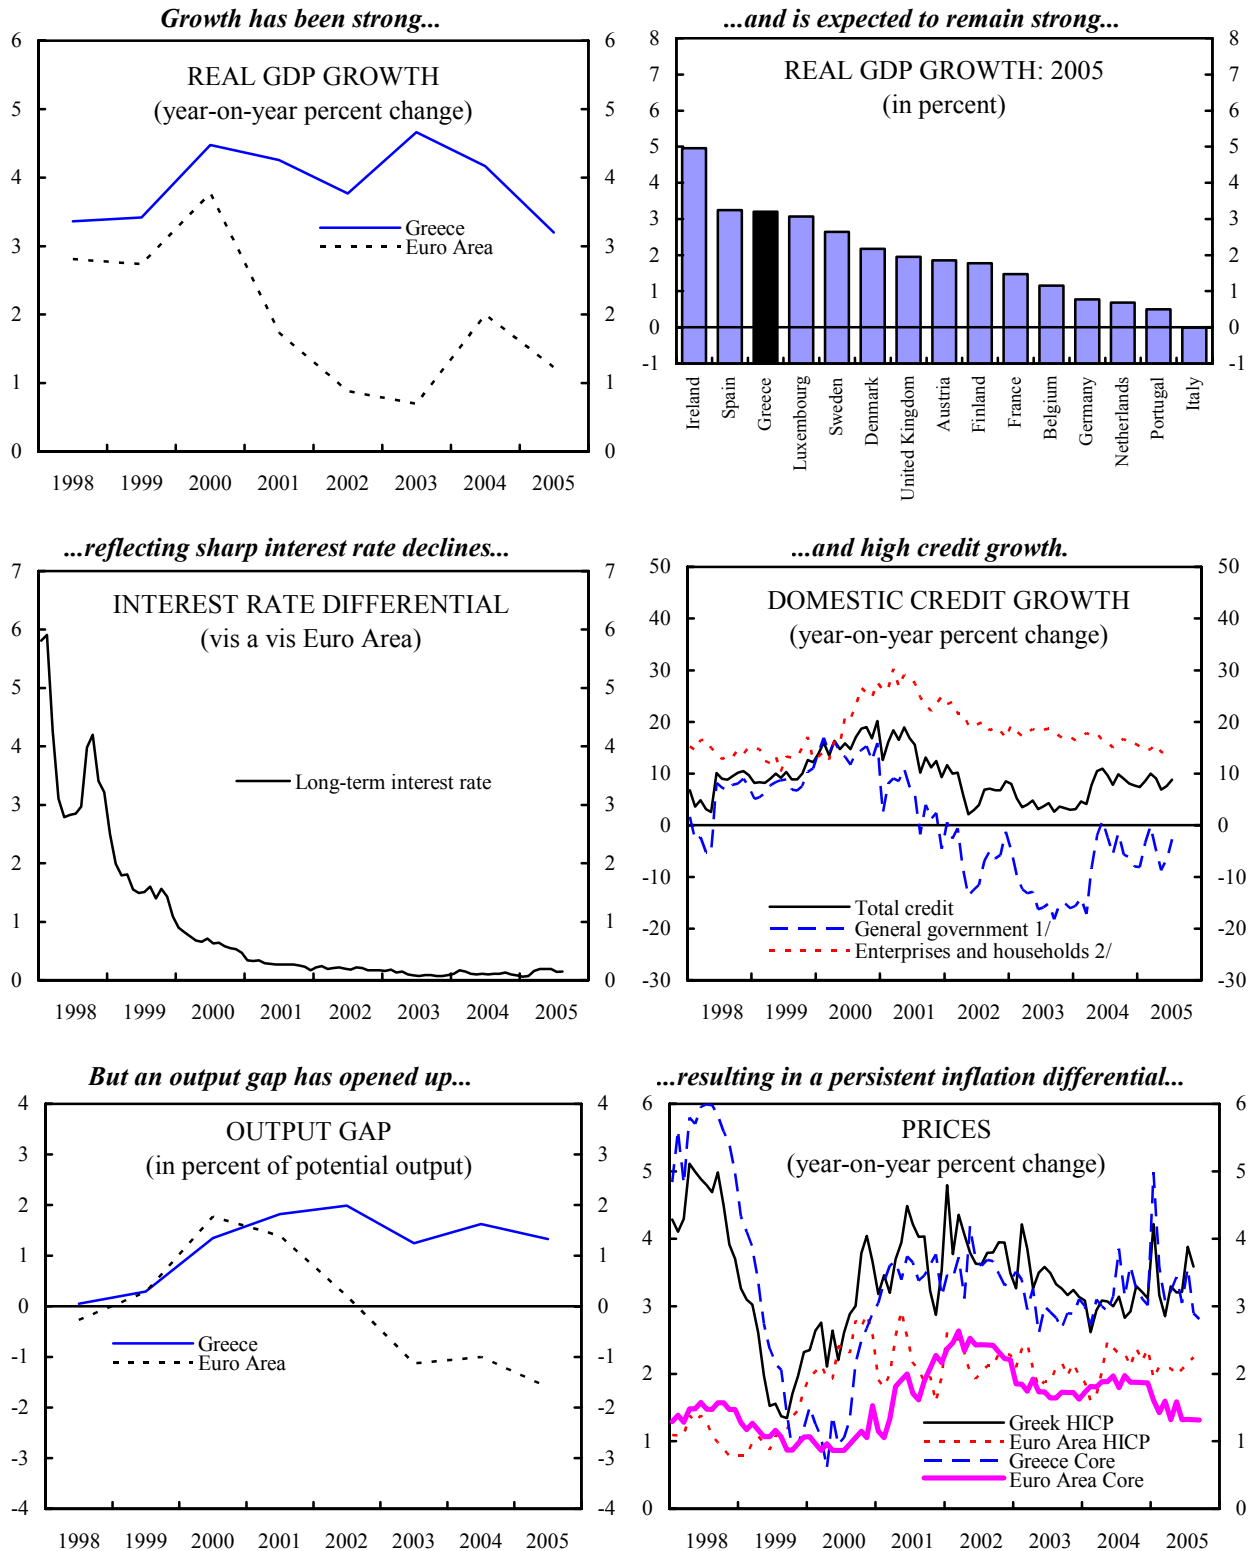 Growth has been strong...
6
5
4
3
2
1
0
REAL GDP GROWTH
(year-on-year percent change)
Greece
Euro Area
6
5
4
3
2
1
0
1998 1999 2000 2001 2002 2003 2004 2005
...and is expected to remain strong...
8
7
6
5
4
3
2
1
0
-1
REAL GDP GROWTH: 2005
(in percent)
8
7
6
5
4
3
2
1
0
-1
Ireland
Spain
Greece
Luxembourg
Sweden
Denmark
United Kingdom
Austria
Finland
France
Belgium
Germany
Netherlands
Portugal
Italy
...reflecting sharp interest rate declines...
7
6
5
4
3
2
1
0
INTEREST RATE DIFFERENTIAL
(vis a vis Euro Area)
Long-term interest rate
7
6
5
4
3
2
1
0
1998 1999 2000 2001 2002 2003 2004 2005
...and high credit growth.
50
40
30
20
10
0
-10
-20
-30
DOMESTIC CREDIT GROWTH
(year-on-year percent change)
Total credit
General government 1/
Enterprises and households 2/
50
40
30
20
10
0
-10
-20
-30
1998 1999 2000 2001 2002 2003 2004 2005
But an output gap has opened up...
4
3
2
1
0
-1
-2
-3
-4
OUTPUT GAP
(in percent of potential output)
Greece
Euro Area
4
3
2
1
0
-1
-2
-3
-4
1998 1999 2000 2001 2002 2003 2004 2005
...resulting in a persistent inflation differential...
6
5
4
3
2
1
0
PRICES
(year-on-year percent change)
Greek HICP
Euro Area HICP
Greece Core
Euro Area Core
6
5
4
3
2
1
0
1998 1999 2000 2001 2002 2003 2004 2005